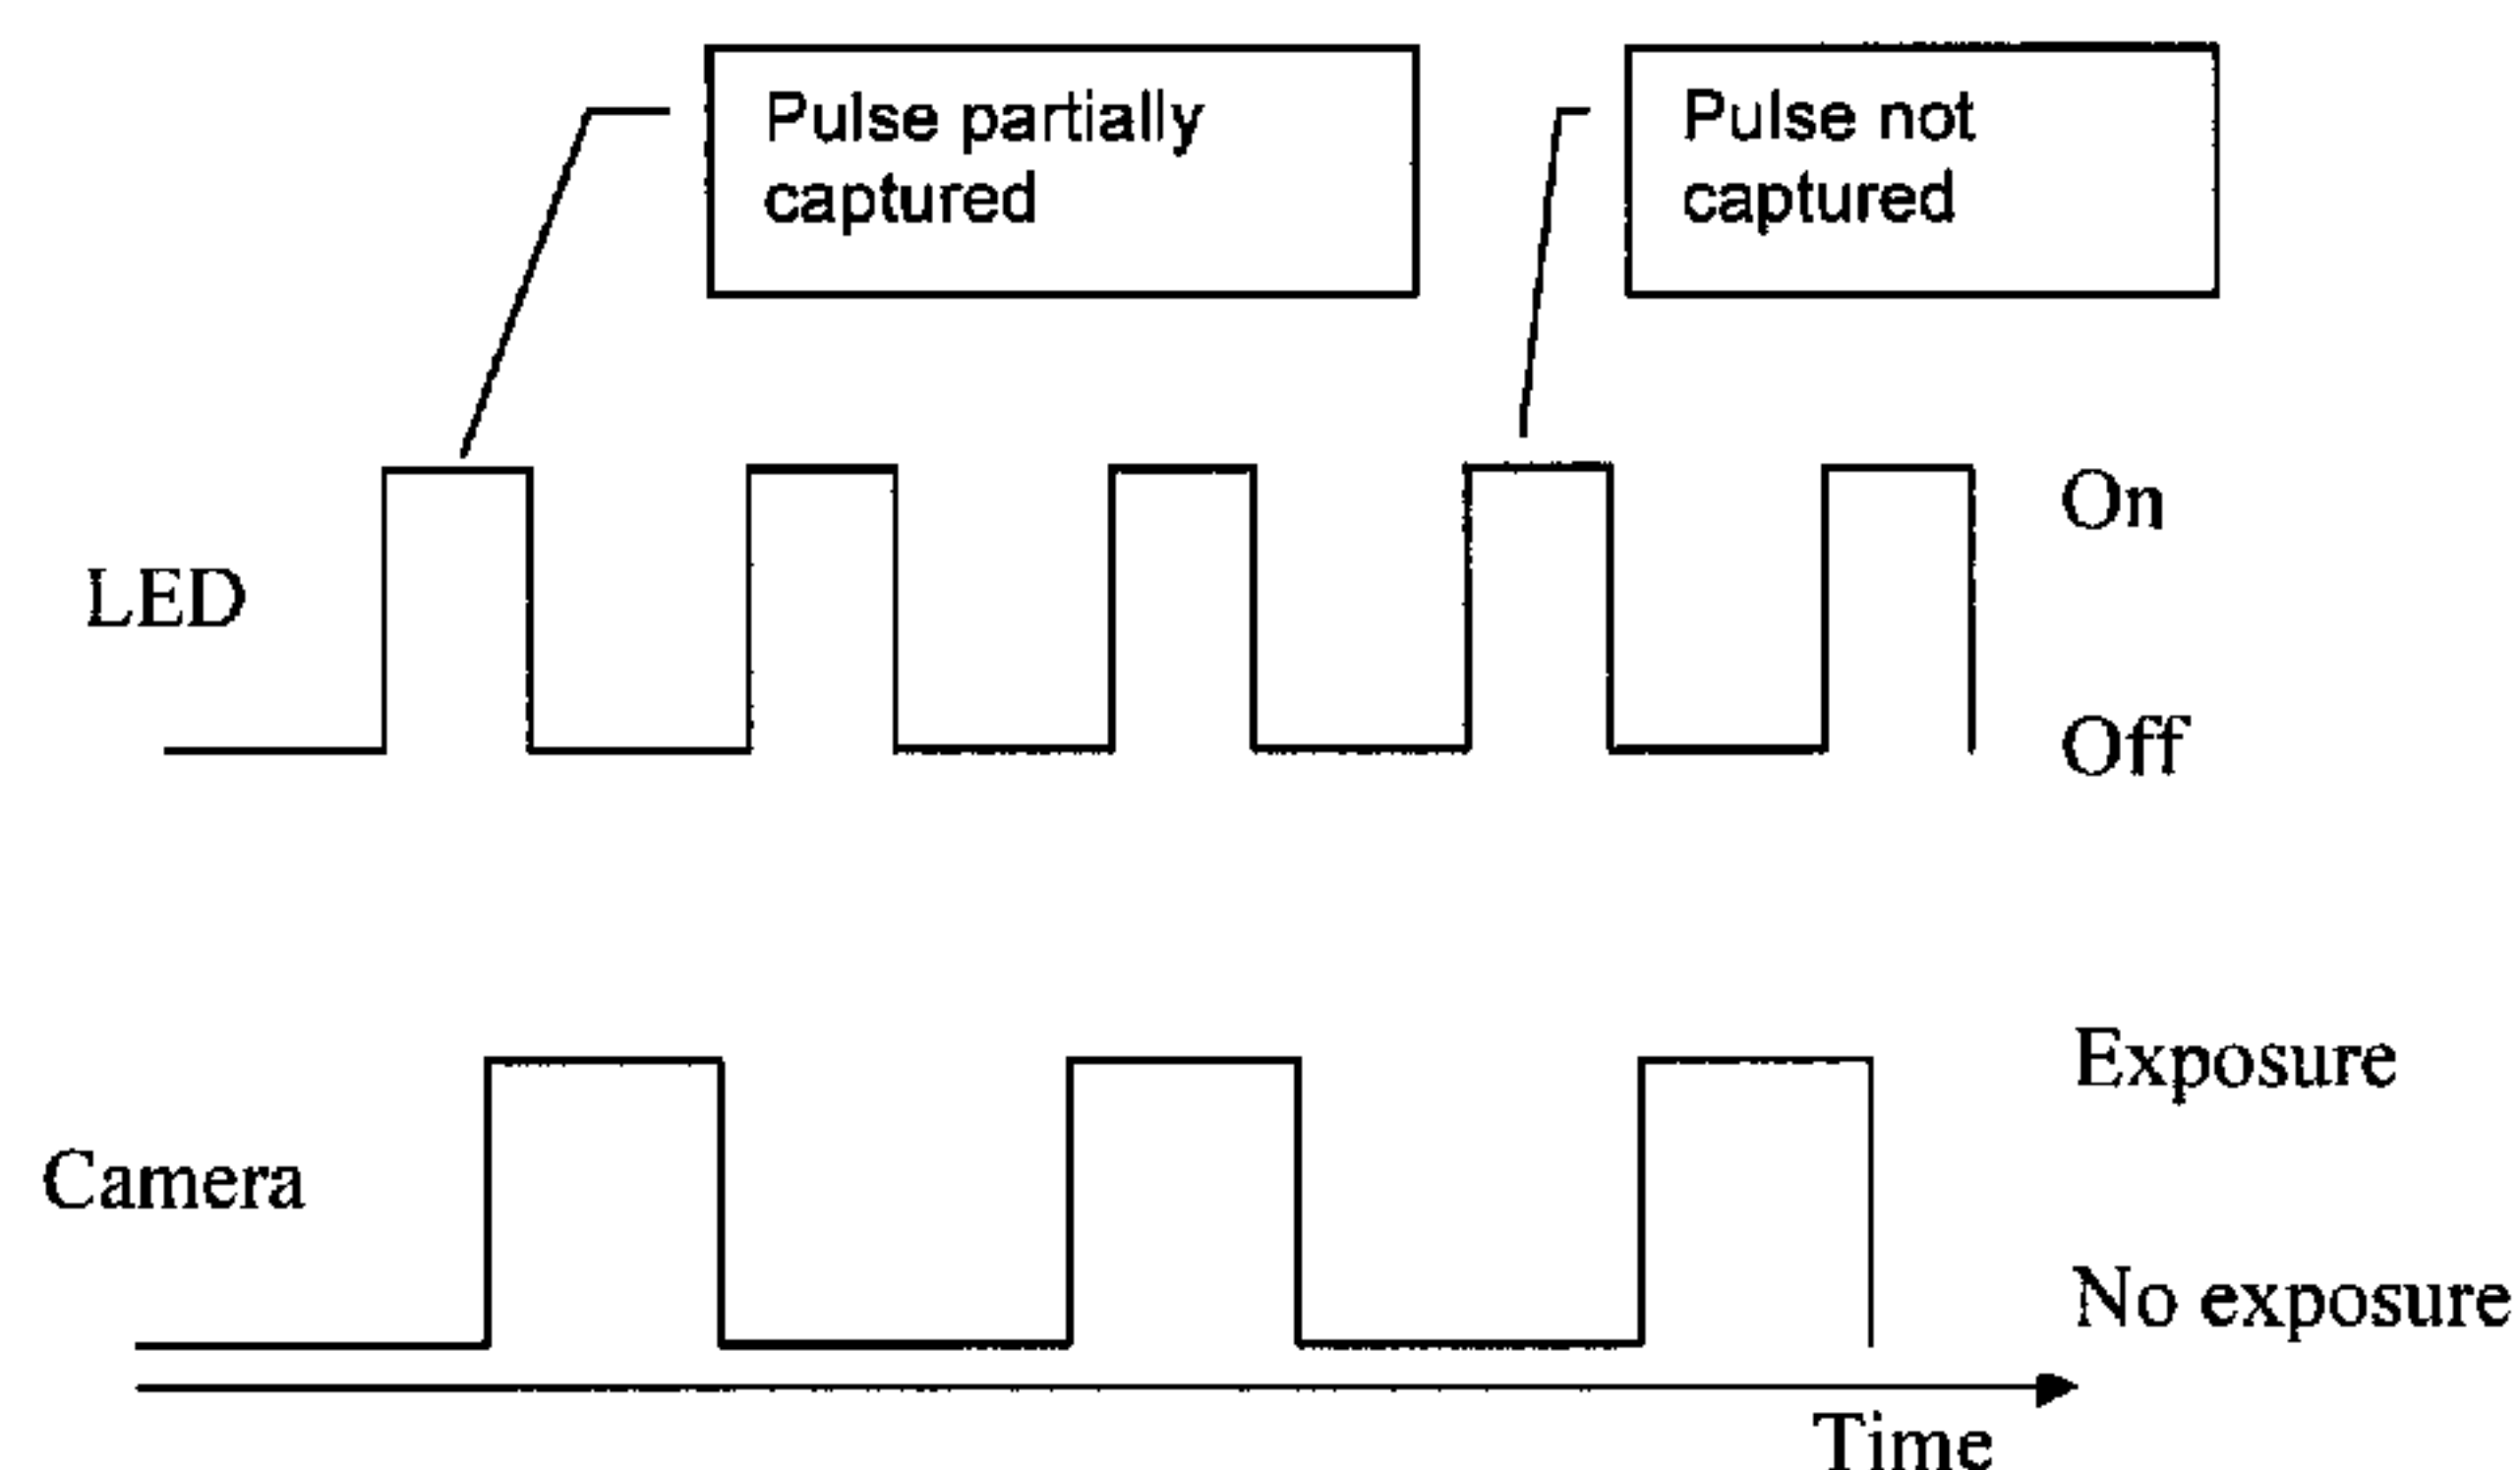 Pulse partially
captured
Pulse not
captured
On
LED
Off
Exposure
Camera
No exposure
Time